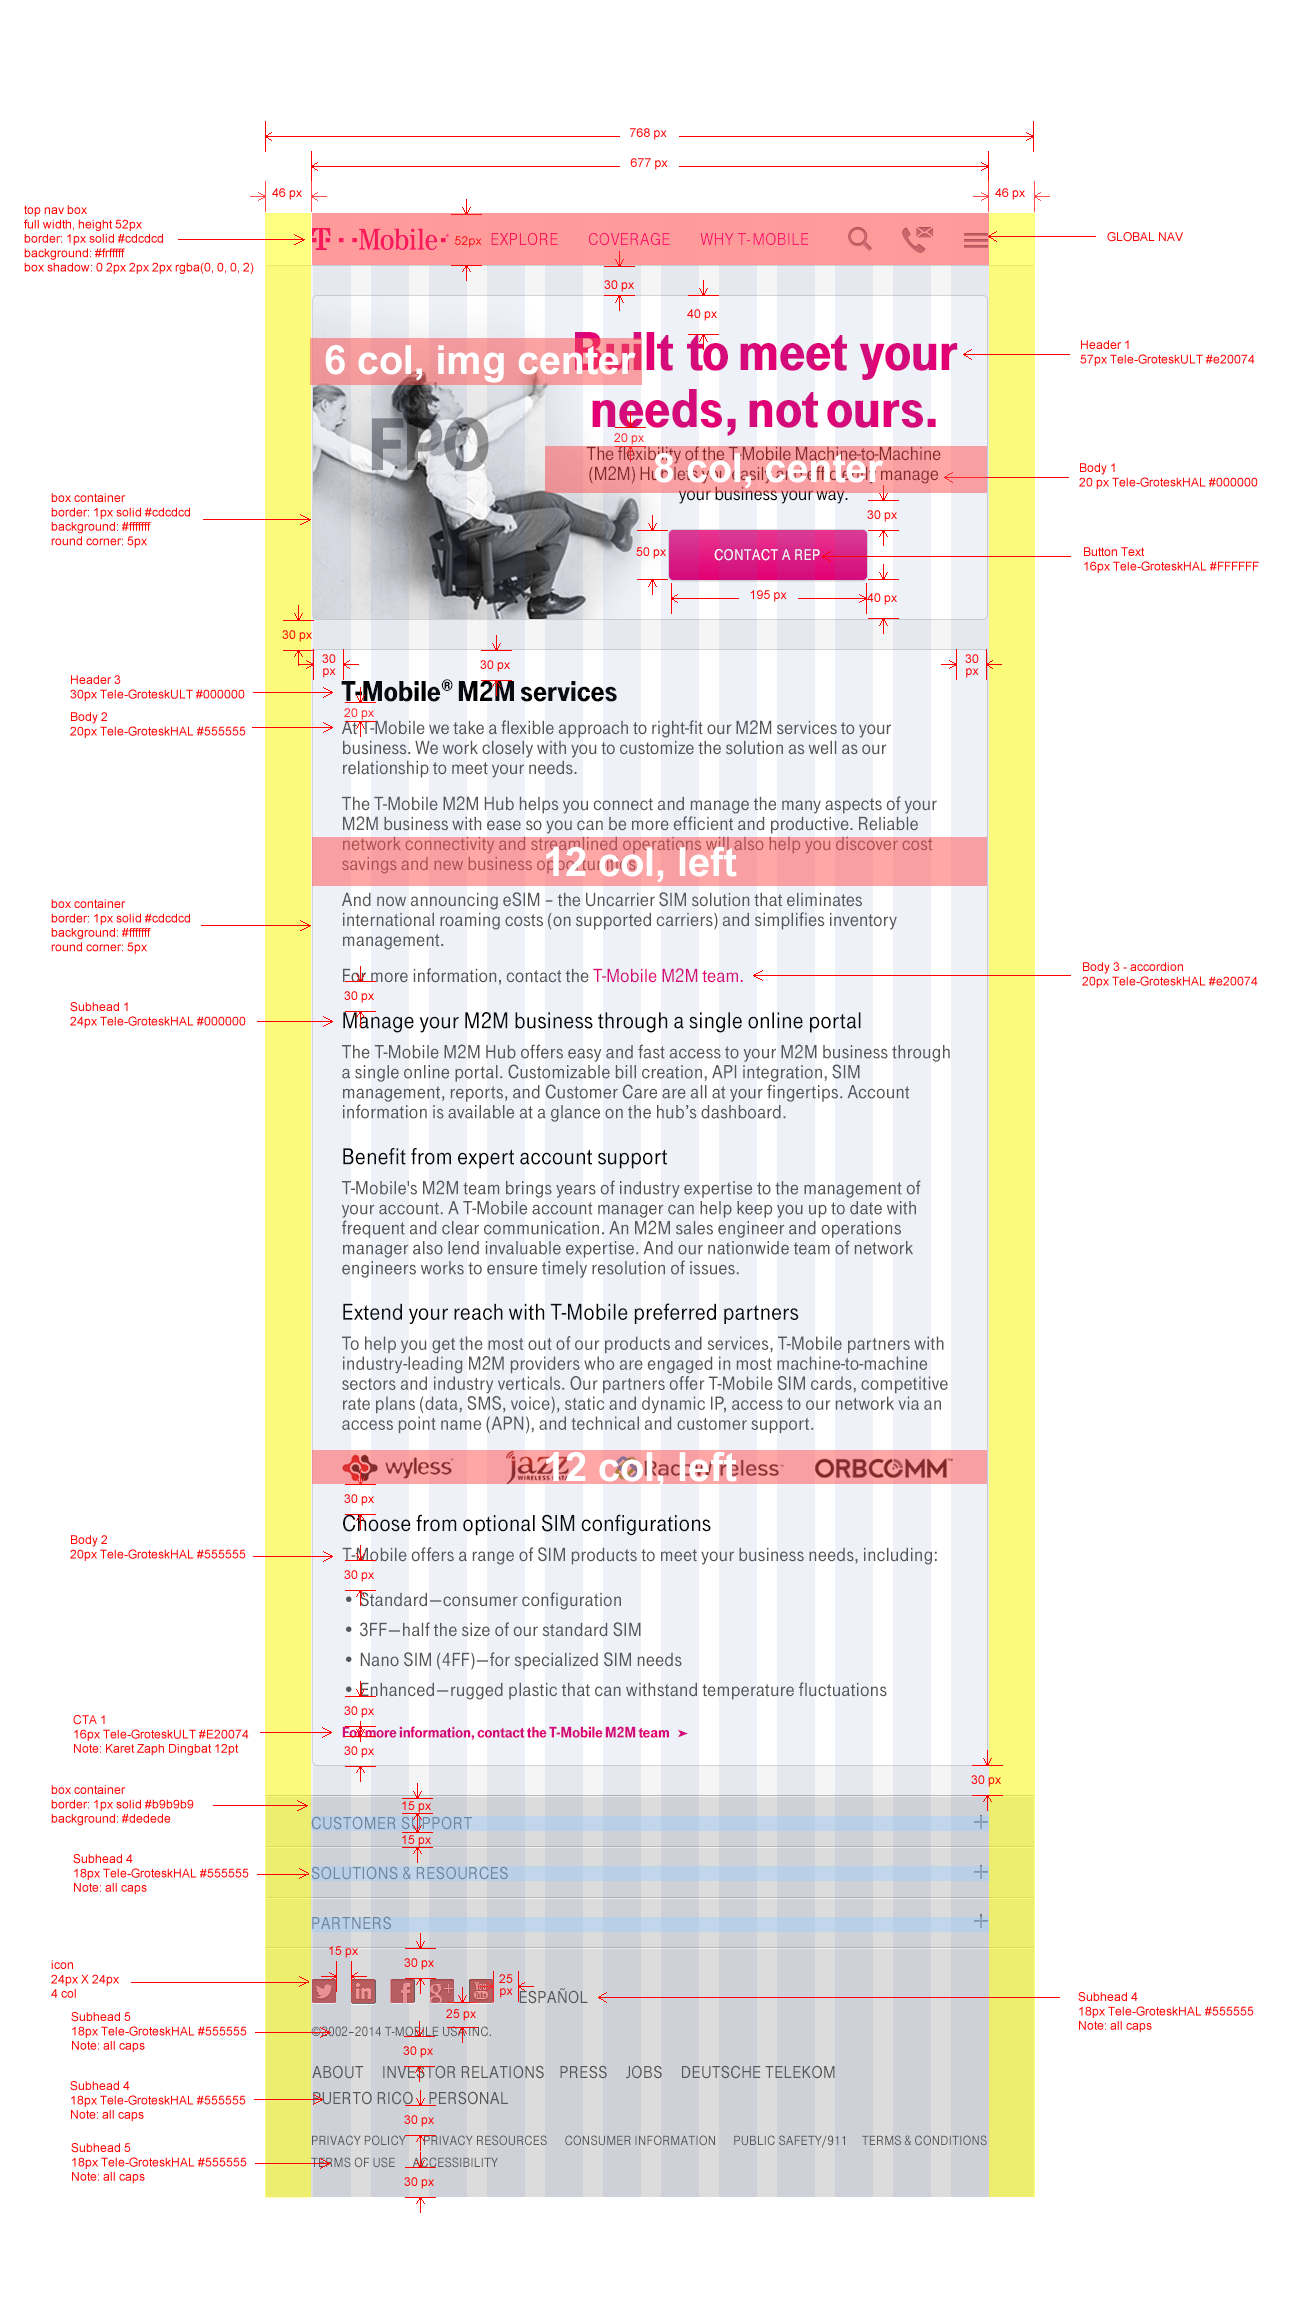 768 px
677 px
46 px
46 px
top nav box
full width, height 52px
border: 1px solid #cdcdcd
background: #frfffff
box shadow: 0 2px 2px 2px rgba(0, 0, 0, 2)
T··Mobile·
52px
EXPLORE
COVERAGE
WHY T-MOBILE
GLOBAL NAV
30 px
40 px
Header 1
57px Tele-GroteskULT #e20074
Built to meet your
needs, not ours.
6 col, img center
FPO
20 px
The flexibility of the T-Mobile Machine-to-Machine
(M2M) Hub lets you easily and efficiently manage
your business your way.
8 col, center
Body 1
20 px Tele-GroteskHAL #000000
box container
border: 1px solid #cdcdcd
background: #ffffffff
round corner: 5px
30 px
50 px
CONTACT A REP
Button Text
16px Tele-GroteskHAL #FFFFFF
195 px
40 px
30 px
30 px
30 px
30 px
Header 3
30px Tele-GroteskULT #000000
T-Mobile® M2M services
20 px
Body 2
20px Tele-GroteskHAL #555555
At T-Mobile we take a flexible approach to right-fit our M2M services to your
business. We work closely with you to customize the solution as well as our
relationship to meet your needs.
The T-Mobile M2M Hub helps you connect and manage the many aspects of your
M2M business with ease so you can be more efficient and productive. Reliable
network connectivity and streamlined operations will also help you discover cost
savings and new business opportunities.
12 col, left
box container
border: 1px solid #cdcdcd
background: #ffffffff
round corner: 5px
And now announcing eSIM – the Uncarrier SIM solution that eliminates
international roaming costs (on supported carriers) and simplifies inventory
management.
For more information, contact the T-Mobile M2M team.
Body 3 - accordion
20px Tele-GroteskHAL #e20074
30 px
Subhead 1
24px Tele-GroteskHAL #000000
Manage your M2M business through a single online portal
The T-Mobile M2M Hub offers easy and fast access to your M2M business through
a single online portal. Customizable bill creation, API integration, SIM
management, reports, and Customer Care are all at your fingertips. Account
information is available at a glance on the hub’s dashboard.
Benefit from expert account support
T-Mobile's M2M team brings years of industry expertise to the management of
your account. A T-Mobile account manager can help keep you up to date with
frequent and clear communication. An M2M sales engineer and operations
manager also lend invaluable expertise. And our nationwide team of network
engineers works to ensure timely resolution of issues.
Extend your reach with T-Mobile preferred partners
To help you get the most out of our products and services, T-Mobile partners with
industry-leading M2M providers who are engaged in most machine-to-machine
sectors and industry verticals. Our partners offer T-Mobile SIM cards, competitive
rate plans (data, SMS, voice), static and dynamic IP, access to our network via an
access point name (APN), and technical and customer support.
wyless
jazz
WIRELESS DATA
12 col, left
RacoWireless
ORBCOMM™
30 px
Choose from optional SIM configurations
Body 2
20px Tele-GroteskHAL #555555
T-Mobile offers a range of SIM products to meet your business needs, including:
30 px
• Standard—consumer configuration
• 3FF—half the size of our standard SIM
• Nano SIM (4FF)—for specialized SIM needs
• Enhanced—rugged plastic that can withstand temperature fluctuations
30 px
CTA 1
16px Tele-GroteskULT #E20074
Note: Karet Zaph Dingbat 12pt
For more information, contact the T-Mobile M2M team ➤
30 px
30 px
box container
border: 1px solid #b9b9b9
background: #dedede
15 px
CUSTOMER SUPPORT +
15 px
Subhead 4
18px Tele-GroteskHAL #555555
Note: all caps
SOLUTIONS & RESOURCES +
PARTNERS +
15 px
30 px
icon
24px X 24px
4 col
in
f
g+
You Tube
25 px
ESPAÑOL
Subhead 4
18px Tele-GroteskHAL #555555
Note: all caps
25 px
Subhead 5
18px Tele-GroteskHAL #555555
Note: all caps
©2002–2014 T-MOBILE USA INC.
30 px
ABOUT INVESTOR RELATIONS PRESS JOBS DEUTSCHE TELEKOM
Subhead 4
18px Tele-GroteskHAL #555555
Note: all caps
PUERTO RICO PERSONAL
30 px
PRIVACY POLICY PRIVACY RESOURCES CONSUMER INFORMATION PUBLIC SAFETY/911 TERMS & CONDITIONS
Subhead 5
18px Tele-GroteskHAL #555555
Note: all caps
TERMS OF USE ACCESSIBILITY
30 px